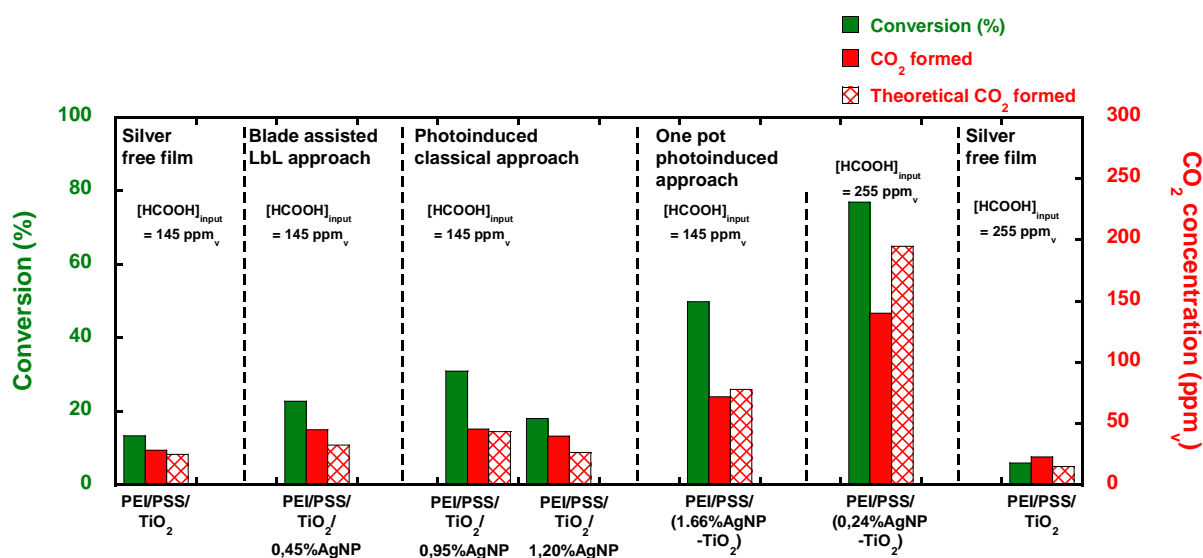 Conversion (%)
CO2 formed
Theoretical CO2 formed
100
80
60
40
20
0
Conversion (%)
300
250
200
150
100
50
0
CO2 concentration (ppmv)
Silver
free film
[HCOOH]input
= 145 ppmv
Blade assisted
LbL approach
[HCOOH]input
= 145 ppmv
Photoinduced
classical approach
[HCOOH]input
= 145 ppmv
One pot
photoinduced
approach
[HCOOH]input
= 145 ppmv
[HCOOH]input
= 255 ppmv
Silver
free film
[HCOOH]input
= 255 ppmv
PEI/PSS/
TiO2
PEI/PSS/
TiO2/
0,45%AgNP
PEI/PSS/
TiO2/
0,95%AgNP
PEI/PSS/
TiO2/
1,20%AgNP
PEI/PSS/
(1.66%AgNP
-TiO2)
PEI/PSS/
(0,24%AgNP
-TiO2)
PEI/PSS/
TiO2